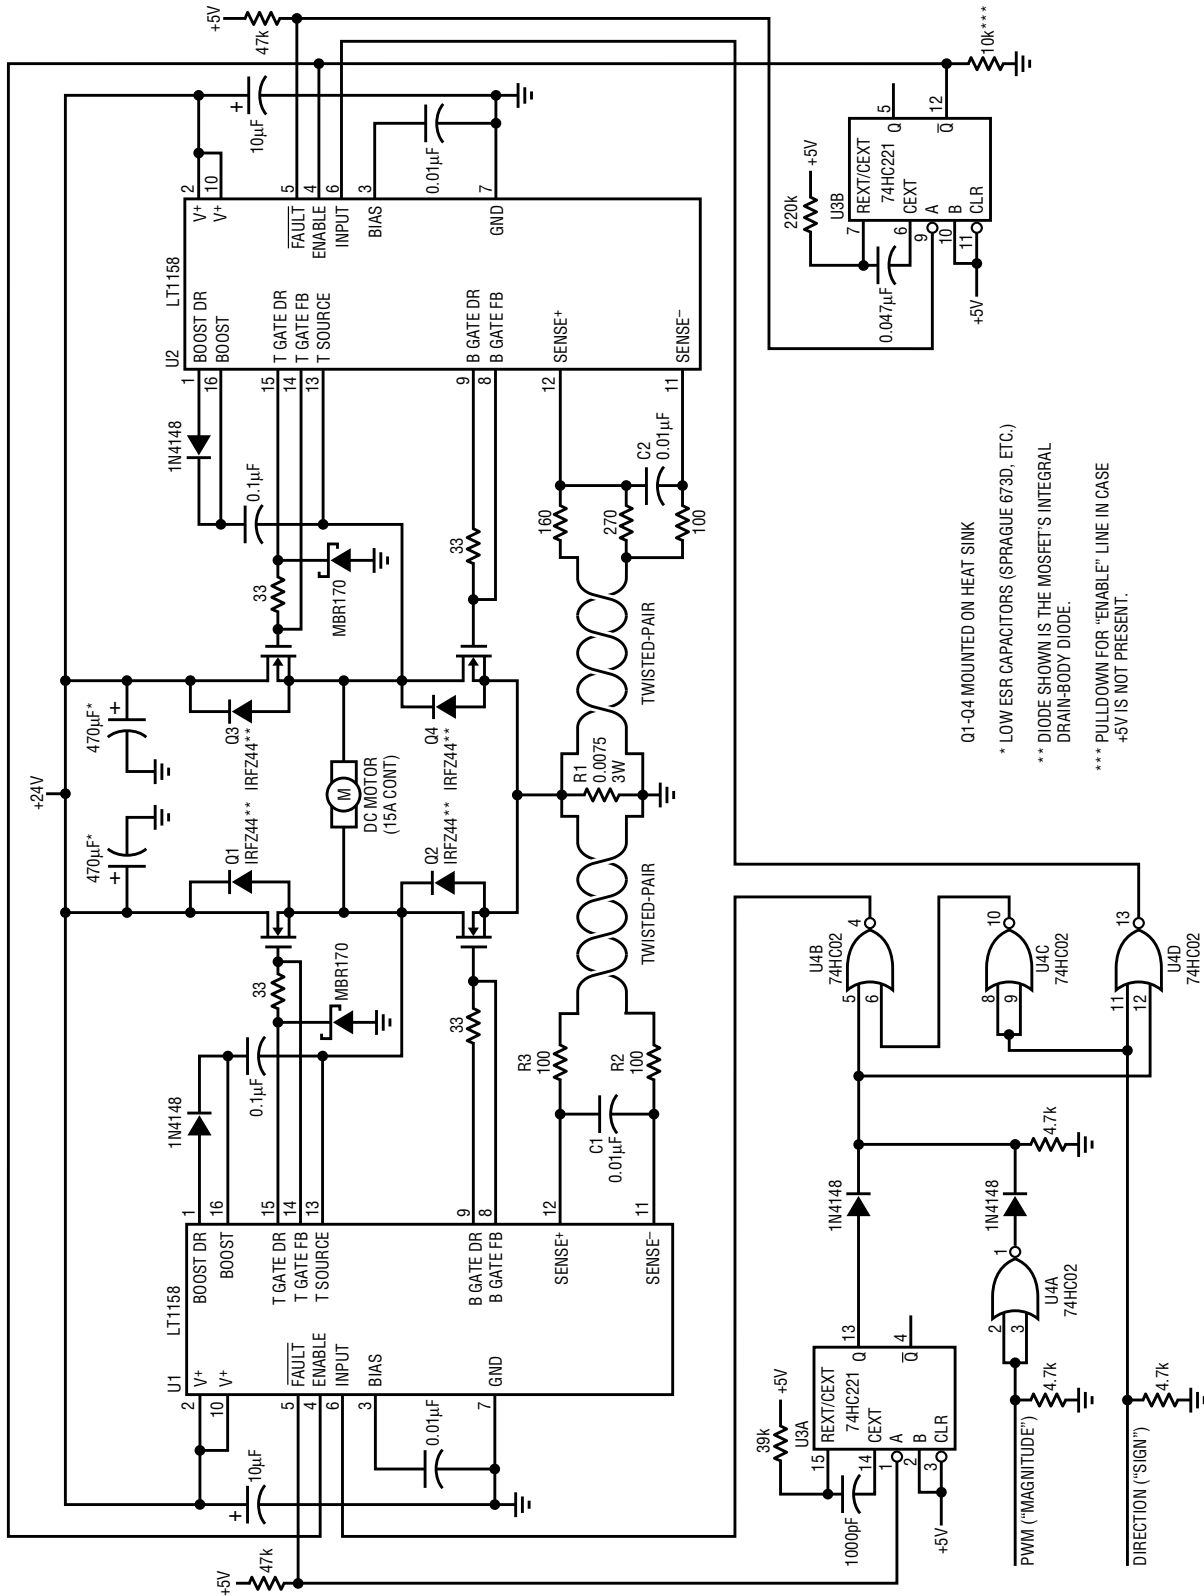 +24V
470µF*
470µF*
+
+
+5V
47k
10µF
+
0.01µF
U1
LT1158
2
V+
10
V+
5
FAULT
4
ENABLE
6
INPUT
3
BIAS
7
GND
BOOST DR
1
BOOST
16
T GATE DR
15
T GATE FB
14
T SOURCE
13
B GATE DR
9
B GATE FB
8
SENSE+
12
SENSE–
11
1N4148
0.1µF
33
MBR170
33
Q1
IRFZ44**
Q2
IRFZ44**
Q3
IRFZ44**
Q4
IRFZ44**
M
DC MOTOR
(15A CONT)
R3
100
R2
100
C1
0.01µF
TWISTED-PAIR
R1
0.0075
3W
TWISTED-PAIR
160
270
100
C2
0.01µF
33
MBR170
33
1N4148
0.1µF
U2
LT1158
1
BOOST DR
16
BOOST
15
T GATE DR
14
T GATE FB
13
T SOURCE
9
B GATE DR
8
B GATE FB
12
SENSE+
11
SENSE–
V+
2
V+
10
FAULT
5
ENABLE
4
INPUT
6
BIAS
3
GND
7
+
10µF
0.01µF
+5V
47k
PWM ("MAGNITUDE")
4.7k
DIRECTION ("SIGN")
4.7k
+5V
39k
1000pF
+5V
U3A
15
REXT/CEXT
74HC221
14
CEXT
1
A
2
B
3
CLR
Q
13
Q
4
2
3
1
U4A
74HC02
1N4148
1N4148
4.7k
5
6
4
U4B
74HC02
8
9
10
U4C
74HC02
11
12
13
U4D
74HC02
+5V
220k
0.047µF
+5V
U3B
7
REXT/CEXT
74HC221
6
CEXT
9
A
10
B
11
CLR
5
Q
12
Q
10k***
Q1-Q4 MOUNTED ON HEAT SINK
* LOW ESR CAPACITORS (SPRAGUE 673D, ETC.)
** DIODE SHOWN IS THE MOSFET'S INTEGRAL
DRAIN-BODY DIODE.
*** PULLDOWN FOR "ENABLE" LINE IN CASE
+5V IS NOT PRESENT.